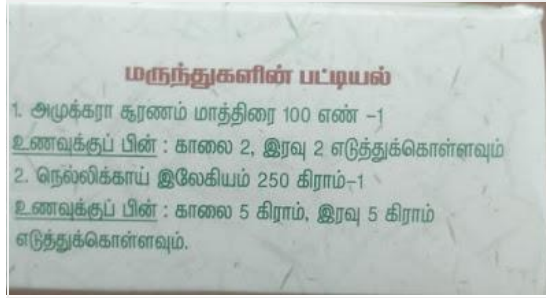 மருந்துகளின் பட்டியல்
1. அமுக்கரா சூரணம் மாத்திரை 100 எண் -1
உணவுக்குப் பின் : காலை 2, இரவு 2 எடுத்துக்கொள்ளவும்
2. நெல்லிக்காய் இலேகியம் 250 கிராம்-1
உணவுக்குப் பின் : காலை 5 கிராம், இரவு 5 கிராம்
எடுத்துக்கொள்ளவும்.